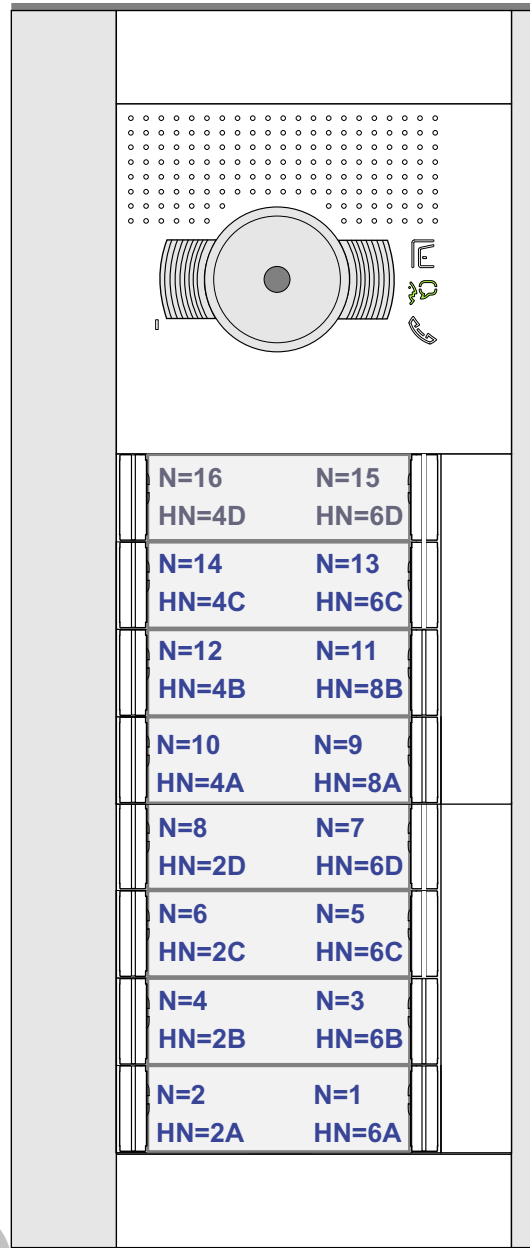 N=16 N=15
HN=4D HN=6D
N=14 N=13
HN=4C HN=6C
N=12 N=11
HN=4B HN=8B
N=10 N=9
HN=4A HN=8A
N=8 N=7
HN=2D HN=6D
N=6 N=5
HN=2C HN=6C
N=4 N=3
HN=2B HN=6B
N=2 N=1
HN=2A HN=6A